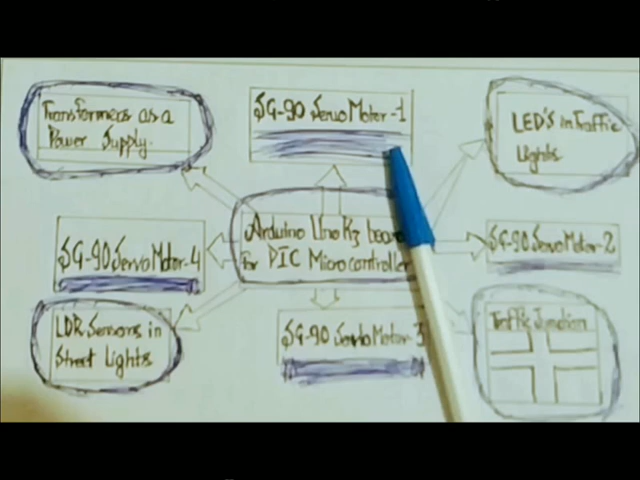 Transformers as a
Power Supply.
SG-90 Servo Motor-1
LED'S in Traffic
Lights
Arduino Uno R3 board
for PIC Microcontroller
SG-90 Servo Motor-4
SG-90 Servo Motor-2
LDR Sensors in
Street Lights
SG-90 Servo Motor-3
Traffic Junction